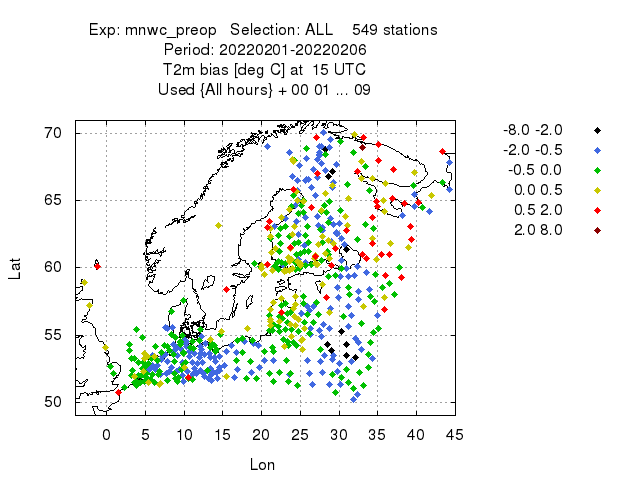 Exp: mnwc_preop   Selection: ALL    549 stations
Period: 20220201-20220206
T2m bias [deg C] at  15 UTC
Used {All hours} + 00 01 ... 09
-8.0 -2.0
-2.0 -0.5
-0.5 0.0
0.0 0.5
0.5 2.0
2.0 8.0
70
65
60
55
50
Lat
0 5 10 15 20 25 30 35 40 45
Lon